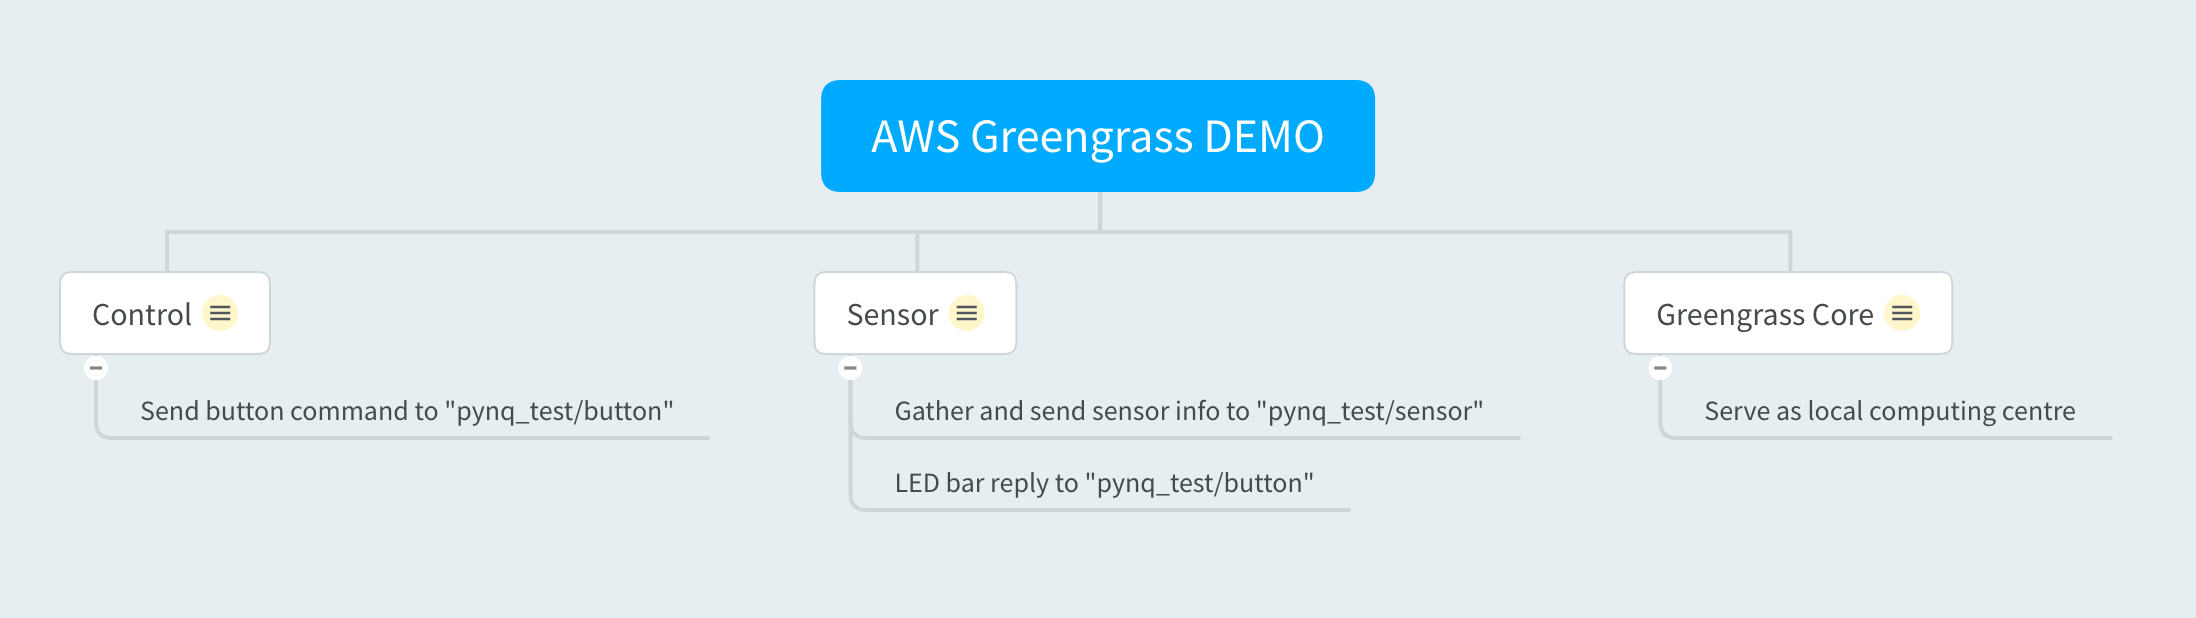 AWS Greengrass DEMO
Control
Send button command to "pynq_test/button"
Sensor
Gather and send sensor info to "pynq_test/sensor"
LED bar reply to "pynq_test/button"
Greengrass Core
Serve as local computing centre